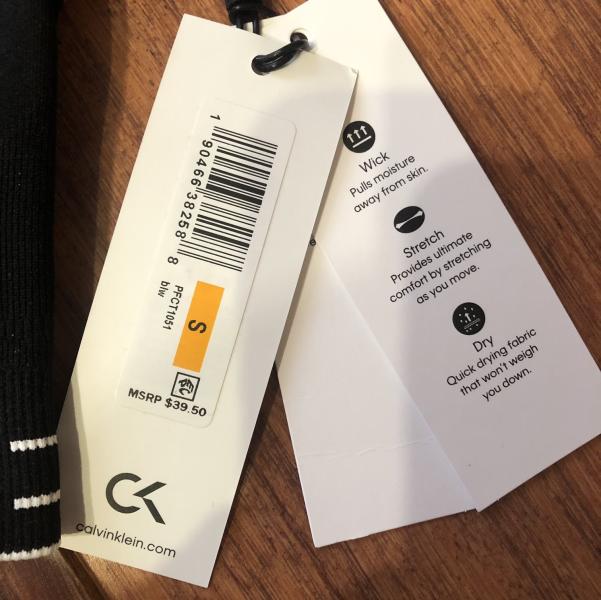 1 90466 38258 8
S
PFCT1051
blw
EPC
MSRP $39.50
CK
calvinklein.com
Wick
Pulls moisture
away from skin.
Stretch
Provides ultimate
comfort by stretching
as you move.
Dry
Quick drying fabric
that won't weigh
you down.